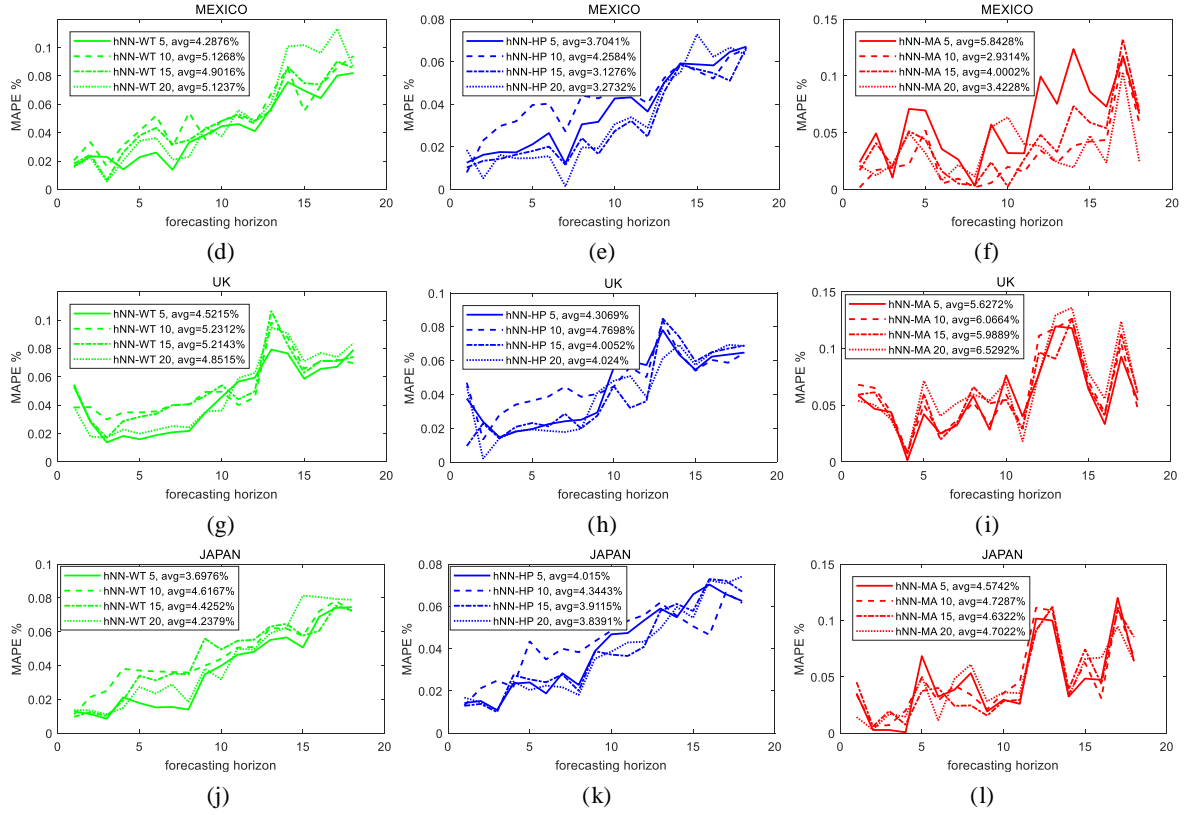 MEXICO
hNN-WT 5, avg=4.2876%
hNN-WT 10, avg=5.1268%
hNN-WT 15, avg=4.9016%
hNN-WT 20, avg=5.1237%
0.1
0.08
0.06
0.04
0.02
0
MAPE %
0 5 10 15 20
forecasting horizon
(d)
MEXICO
hNN-HP 5, avg=3.7041%
hNN-HP 10, avg=4.2584%
hNN-HP 15, avg=3.1276%
hNN-HP 20, avg=3.2732%
0.08
0.06
0.04
0.02
0
MAPE %
0 5 10 15 20
forecasting horizon
(e)
MEXICO
hNN-MA 5, avg=5.8428%
hNN-MA 10, avg=2.9314%
hNN-MA 15, avg=4.0002%
hNN-MA 20, avg=3.4228%
0.15
0.1
0.05
0
MAPE %
0 5 10 15 20
forecasting horizon
(f)
UK
hNN-WT 5, avg=4.5215%
hNN-WT 10, avg=5.2312%
hNN-WT 15, avg=5.2143%
hNN-WT 20, avg=4.8515%
0.1
0.08
0.06
0.04
0.02
0
MAPE %
0 5 10 15 20
forecasting horizon
(g)
UK
hNN-HP 5, avg=4.3069%
hNN-HP 10, avg=4.7698%
hNN-HP 15, avg=4.0052%
hNN-HP 20, avg=4.024%
0.1
0.08
0.06
0.04
0.02
0
MAPE %
0 5 10 15 20
forecasting horizon
(h)
UK
hNN-MA 5, avg=5.6272%
hNN-MA 10, avg=6.0664%
hNN-MA 15, avg=5.9889%
hNN-MA 20, avg=6.5292%
0.15
0.1
0.05
0
MAPE %
0 5 10 15 20
forecasting horizon
(i)
JAPAN
hNN-WT 5, avg=3.6976%
hNN-WT 10, avg=4.6167%
hNN-WT 15, avg=4.4252%
hNN-WT 20, avg=4.2379%
0.1
0.08
0.06
0.04
0.02
0
MAPE %
0 5 10 15 20
forecasting horizon
(j)
JAPAN
hNN-HP 5, avg=4.015%
hNN-HP 10, avg=4.3443%
hNN-HP 15, avg=3.9115%
hNN-HP 20, avg=3.8391%
0.08
0.06
0.04
0.02
0
MAPE %
0 5 10 15 20
forecasting horizon
(k)
JAPAN
hNN-MA 5, avg=4.5742%
hNN-MA 10, avg=4.7287%
hNN-MA 15, avg=4.6322%
hNN-MA 20, avg=4.7022%
0.15
0.1
0.05
0
MAPE %
0 5 10 15 20
forecasting horizon
(l)